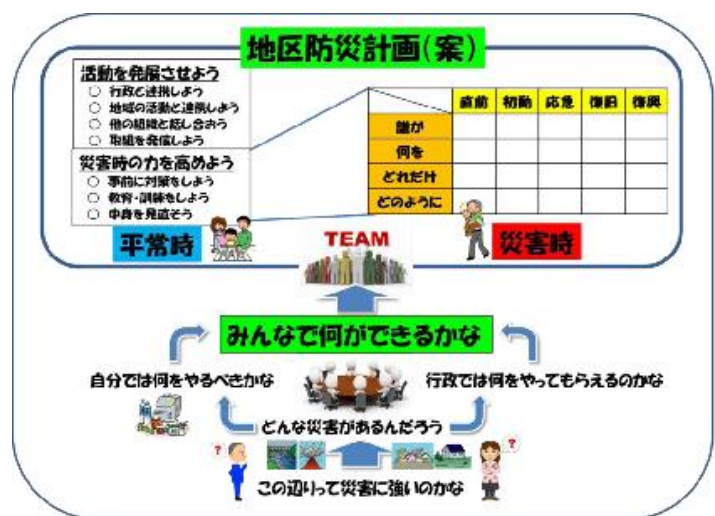 地区防災計画(案)
活動を発展させよう
○ 行政と連携しよう
○ 地域の活動と連携しよう
○ 他の組織と話し合おう
○ 取組を発信しよう
災害時の力を高めよう
○ 事前に対策をしよう
○ 教育・訓練をしよう
○ 中身を見直そう
平常時
直前 初動 応急 復旧 復興
誰が
何を
どれだけ
どのように
災害時
TEAM
みんなで何ができるかな
自分では何をやるべきかな
行政では何をやってもらえるのかな
どんな災害があるんだろう
?
?
この辺りって災害に強いのかな